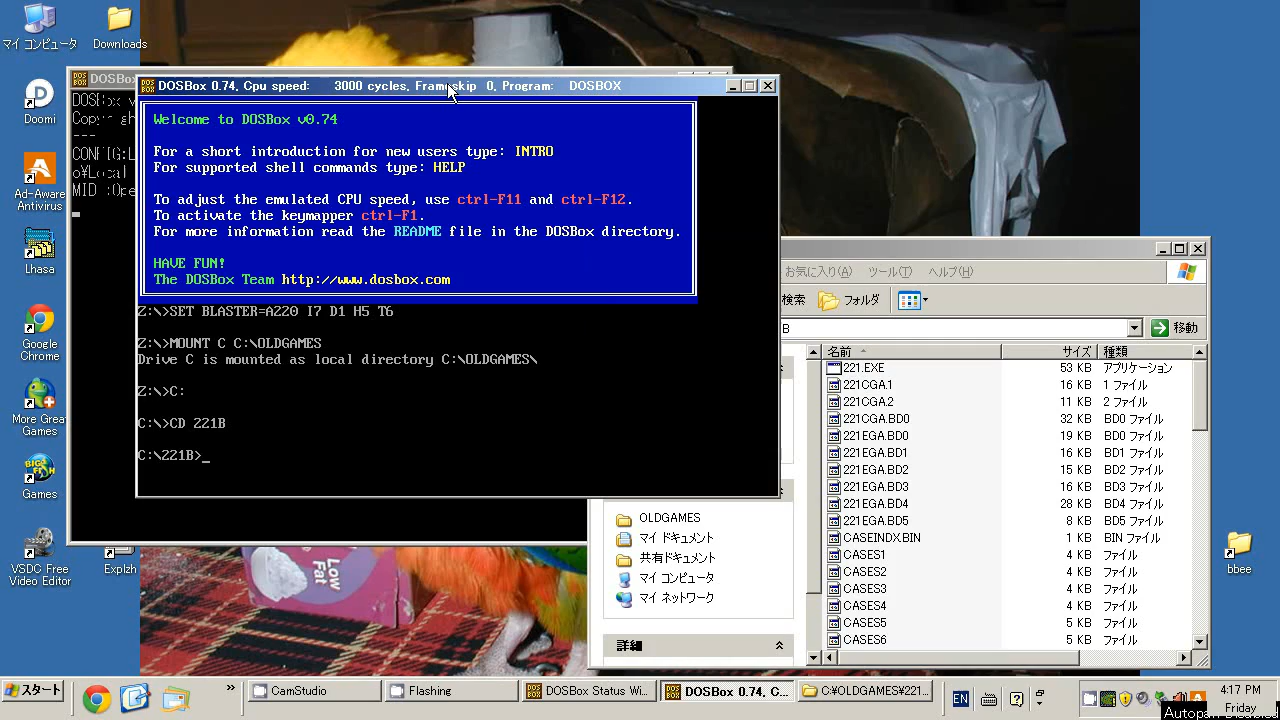 マイ コンピュータ
Downloads
Doomi
Ad-Aware
Antivirus
Lhasa
Google
Chrome
More Grea
Games
Games
VSDC Free
Video Editor
Explzh
bbee
DOSBo
DOSBox v
Copyrigh
---
CONFIG:L
o¥Local
MID :Ope
DOSBox 0.74, Cpu speed: 3000 cycles, Frameskip 0, Program: DOSBOX
Welcome to DOSBox v0.74
For a short introduction for new users type: INTRO
For supported shell commands type: HELP
To adjust the emulated CPU speed, use ctrl-F11 and ctrl-F12.
To activate the keymapper ctrl-F1.
For more information read the README file in the DOSBox directory.
HAVE FUN!
The DOSBox Team http://www.dosbox.com
Z:\>SET BLASTER=A220 I7 D1 H5 T6
Z:\>MOUNT C C:\OLDGAMES
Drive C is mounted as local directory C:\OLDGAMES\
Z:\>C:
C:\>CD 221B
C:\221B>_
お気に入り(A) ツール(T) ヘルプ(H)
検索 フォルダ
B 移動
名前 サイズ 種類
221.EXE 53 KB アプリケーション
221CGA.1 16 KB 1 ファイル
221CGA.2 11 KB 2 ファイル
221CGA.BD0 32 KB BD0 ファイル
221EGA.BD0 19 KB BD0 ファイル
221EGA.BD1 16 KB BD1 ファイル
221EGA.BD2 15 KB BD2 ファイル
221EGA.BD3 16 KB BD3 ファイル
221EGA.BD4 28 KB BD4 ファイル
221EGA.BD5 8 KB BD5 ファイル
CASEINDX.BIN 1 KB BIN ファイル
CASES1 4 KB ファイル
CASES2 4 KB ファイル
CASES3 4 KB ファイル
CASES4 4 KB ファイル
CASES5 5 KB ファイル
CASES6 5 KB ファイル
OLDGAMES
マイ ドキュメント
共有ドキュメント
マイ コンピュータ
マイ ネットワーク
詳細
Low
Fat
スタート
CamStudio
Flashing
DOSBox Status Wi...
DOSBox 0.74, C...
C:¥OLDGAMES¥221...
EN
4:17 PM
Friday
Autopan Disabled